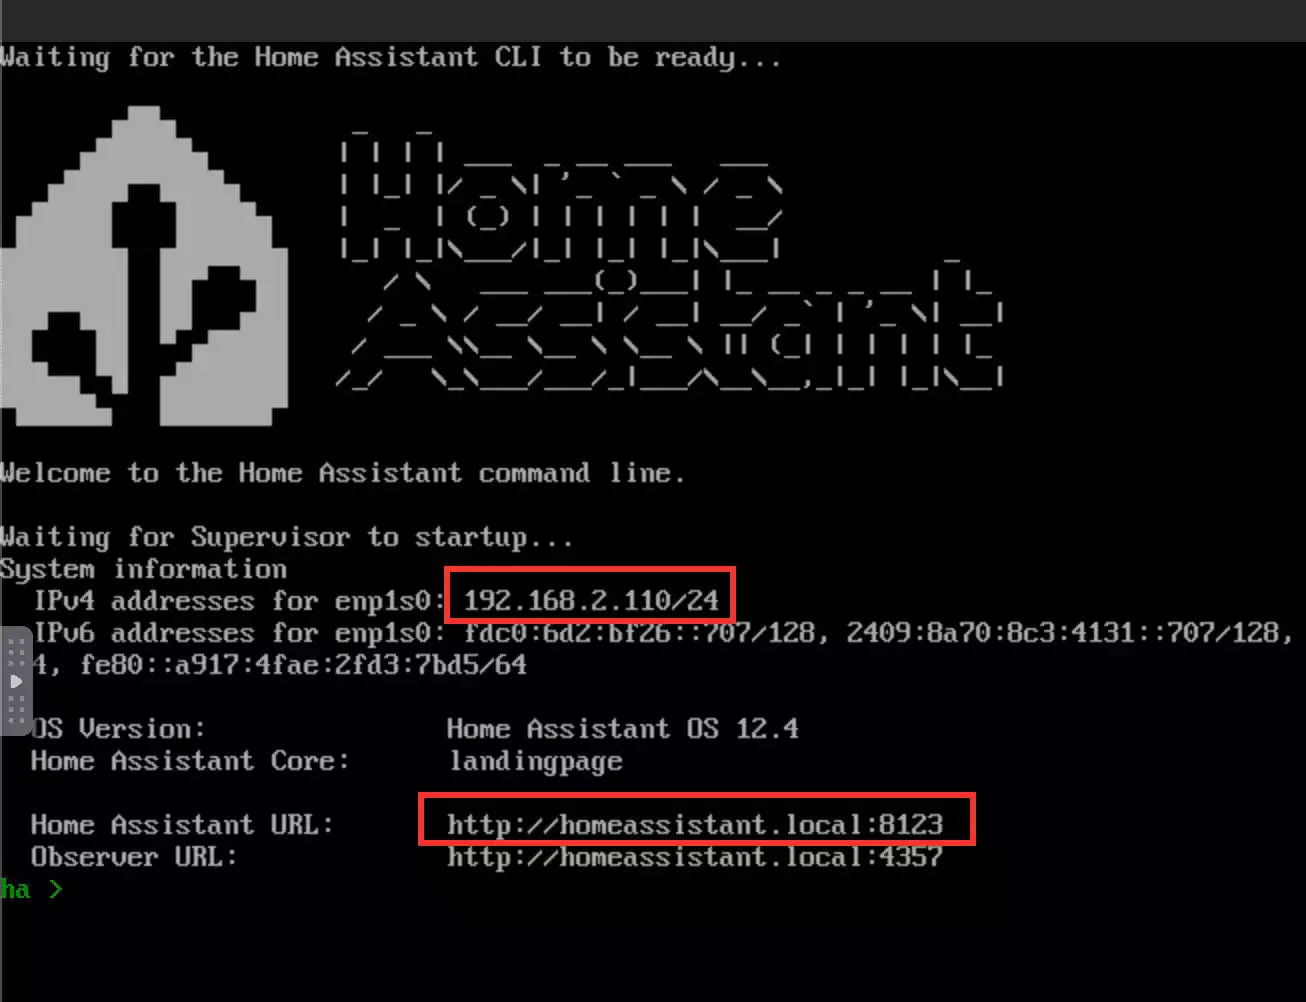 Waiting for the Home Assistant CLI to be ready...
Home
Assistant
Welcome to the Home Assistant command line.
Waiting for Supervisor to startup...
System information
IPv4 addresses for enp1s0: 192.168.2.110/24
IPv6 addresses for enp1s0: fdc0:6d2:bf26::707/128, 2409:8a70:8c3:4131::707/128,
4, fe80::a917:4fae:2fd3:7bd5/64
OS Version: Home Assistant OS 12.4
Home Assistant Core: landingpage
Home Assistant URL: http://homeassistant.local:8123
Observer URL: http://homeassistant.local:4357
ha >